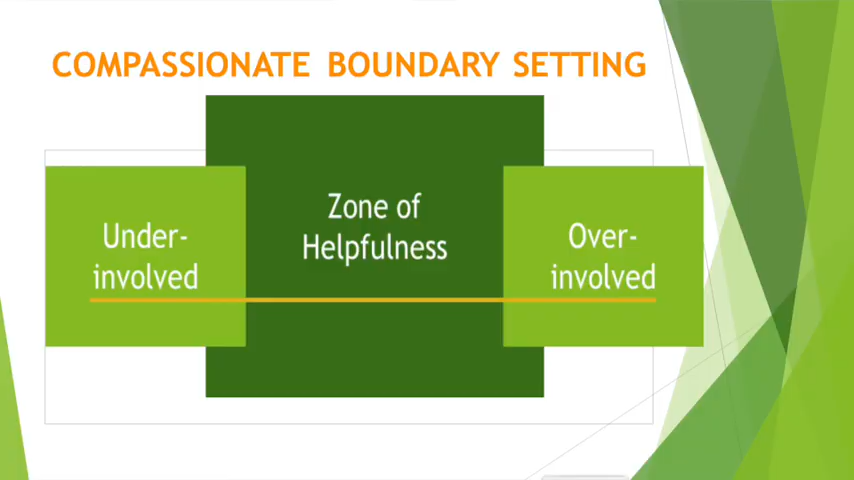 COMPASSIONATE BOUNDARY SETTING
Zone of
Helpfulness
Under-
involved
Over-
involved